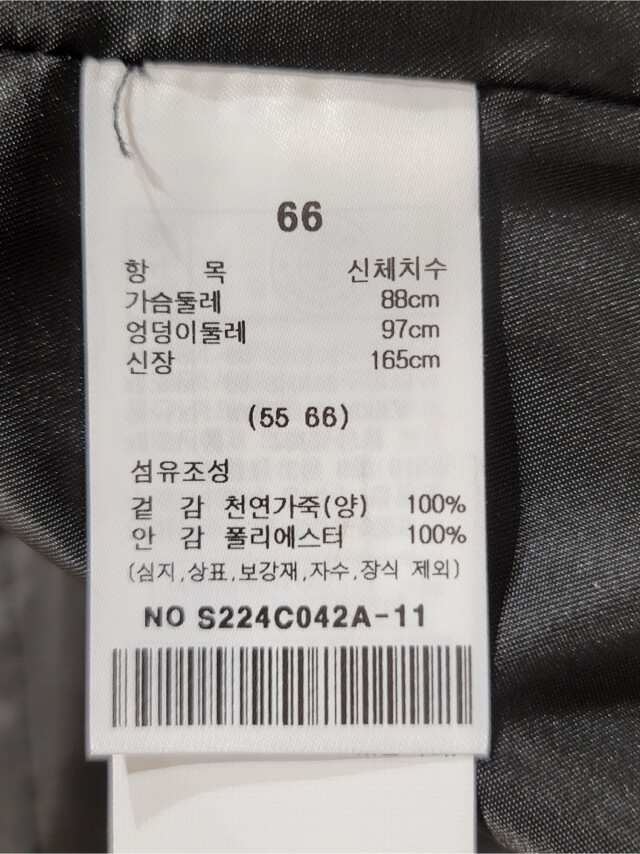 66
항 목 신체치수
가슴둘레 88cm
엉덩이둘레 97cm
신장 165cm
(55 66)
섬유조성
겉 감 천연가죽(양) 100%
안 감 폴리에스터 100%
(심지,상표,보강재,자수,장식 제외)
NO S224C042A-11